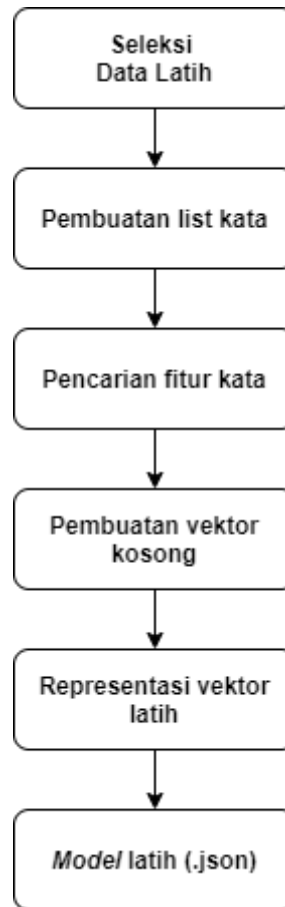 Seleksi
Data Latih
Pembuatan list kata
Pencarian fitur kata
Pembuatan vektor
kosong
Representasi vektor
latih
Model latih (.json)